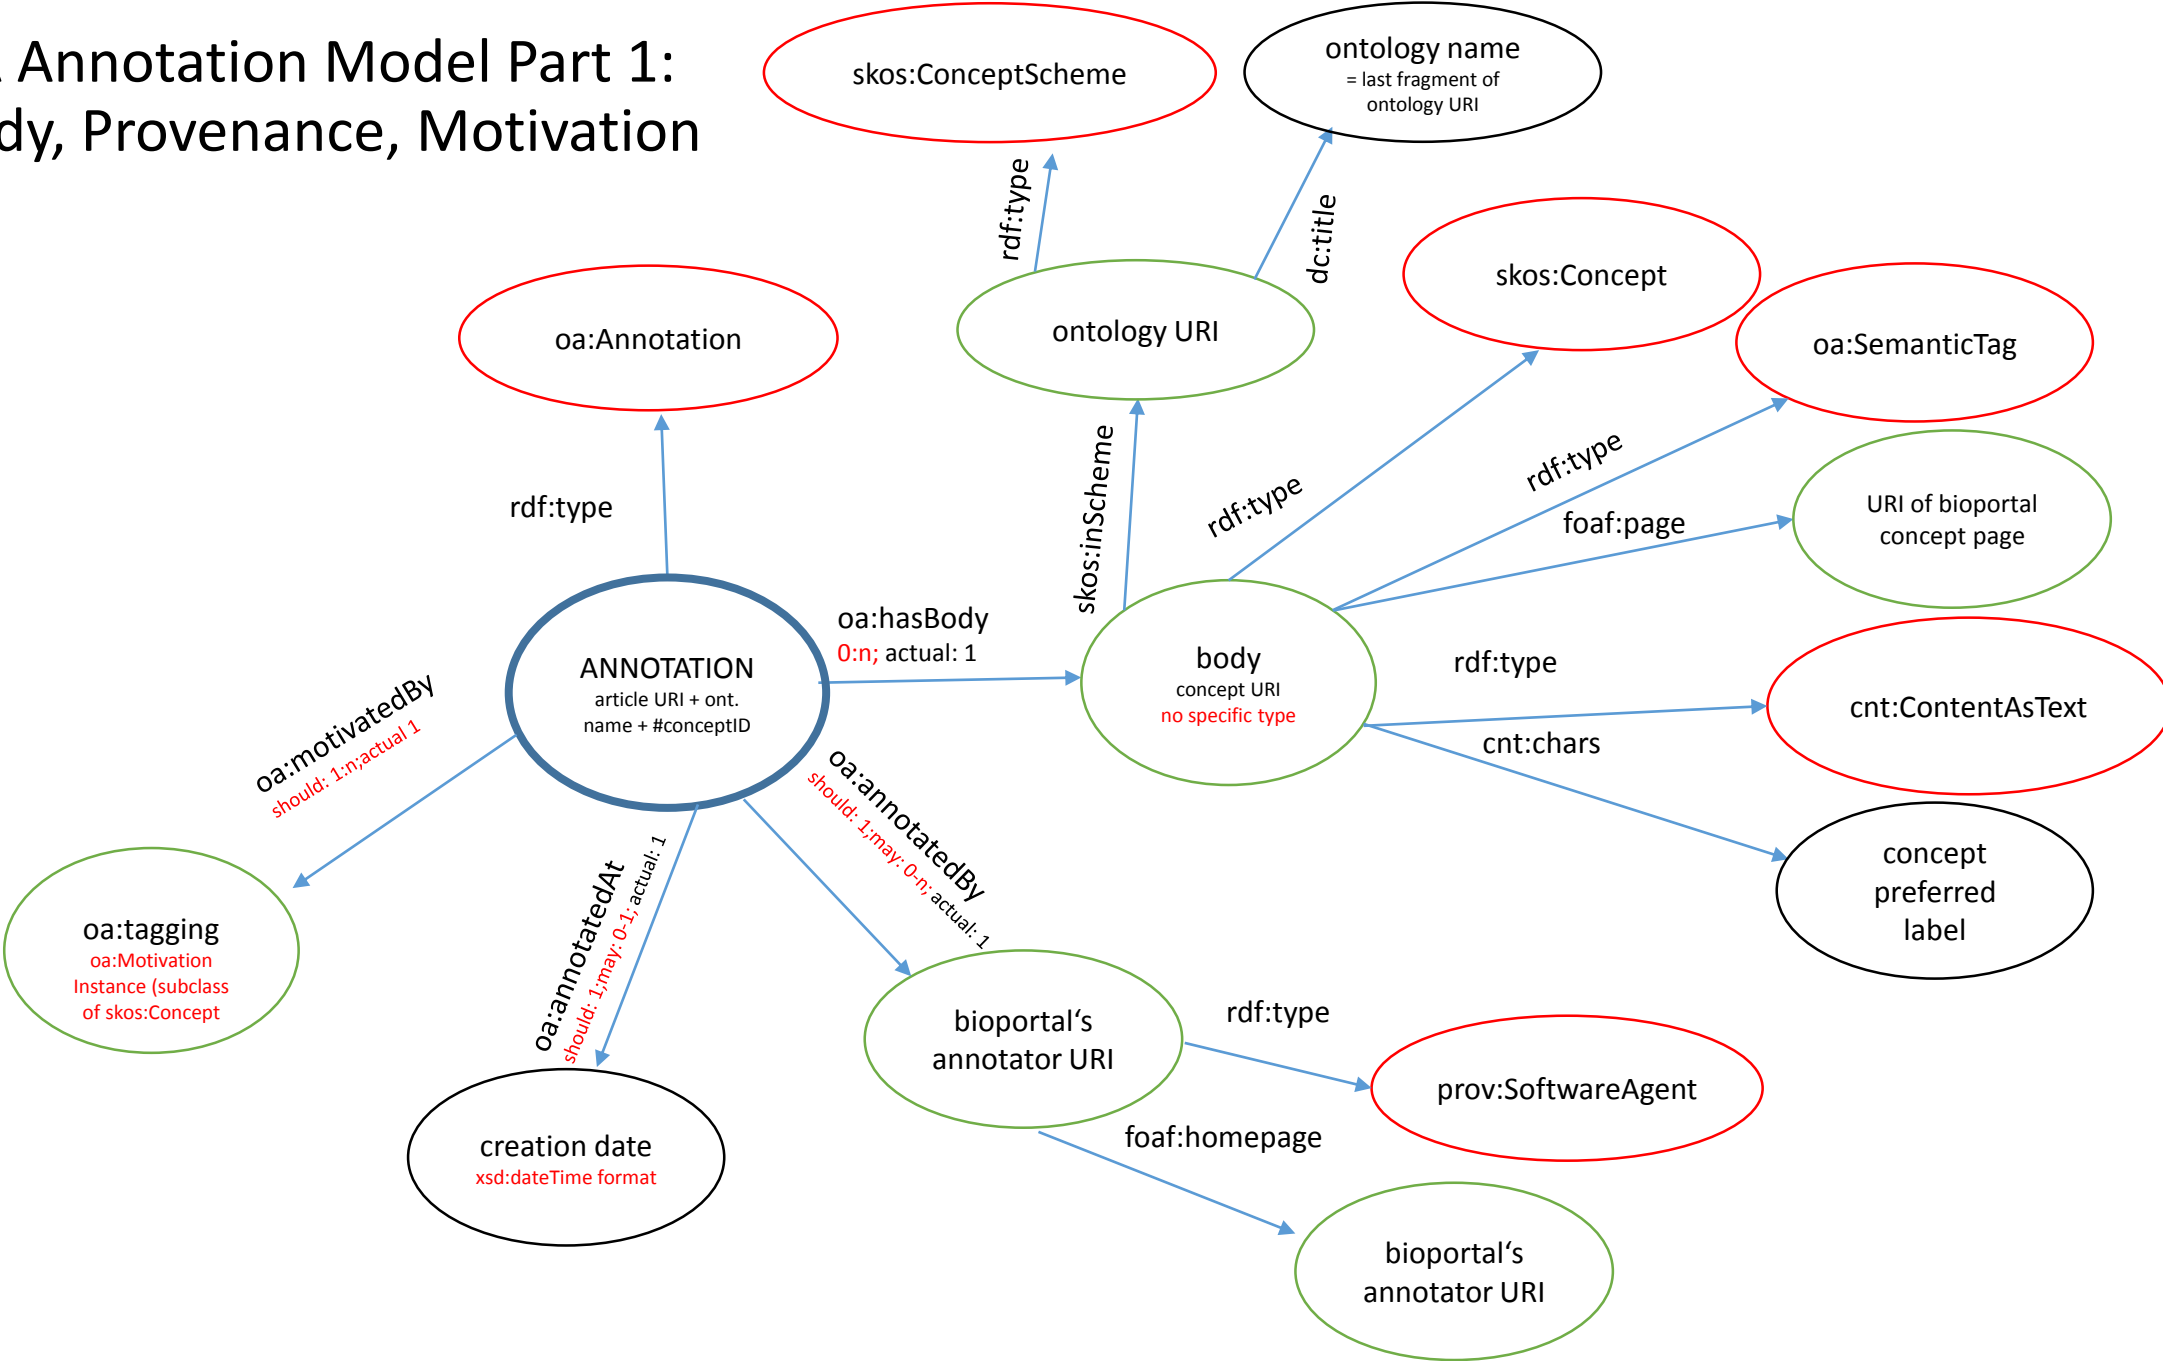 Annotation Model Part 1:
dy, Provenance, Motivation
skos:ConceptScheme
ontology name
= last fragment of
ontology URI
rdf:type
dc:title
skos:Concept
oa:Annotation
ontology URI
oa:SemanticTag
rdf:type
skos:inScheme
rdf:type
rdf:type
foaf:page
URI of bioportal
concept page
ANNOTATION
article URI + ont.
name + #conceptID
oa:hasBody
0:n; actual: 1
body
concept URI
no specific type
rdf:type
cnt:ContentAsText
cnt:chars
concept
preferred
label
oa:motivatedBy
should: 1:n;actual 1
oa:annotatedAt
should: 1;may: 0-1; actual: 1
oa:annotatedBy
should: 1;may: 0-n; actual: 1
oa:tagging
oa:Motivation
Instance (subclass
of skos:Concept
creation date
xsd:dateTime format
bioportal‘s
annotator URI
rdf:type
prov:SoftwareAgent
foaf:homepage
bioportal‘s
annotator URI